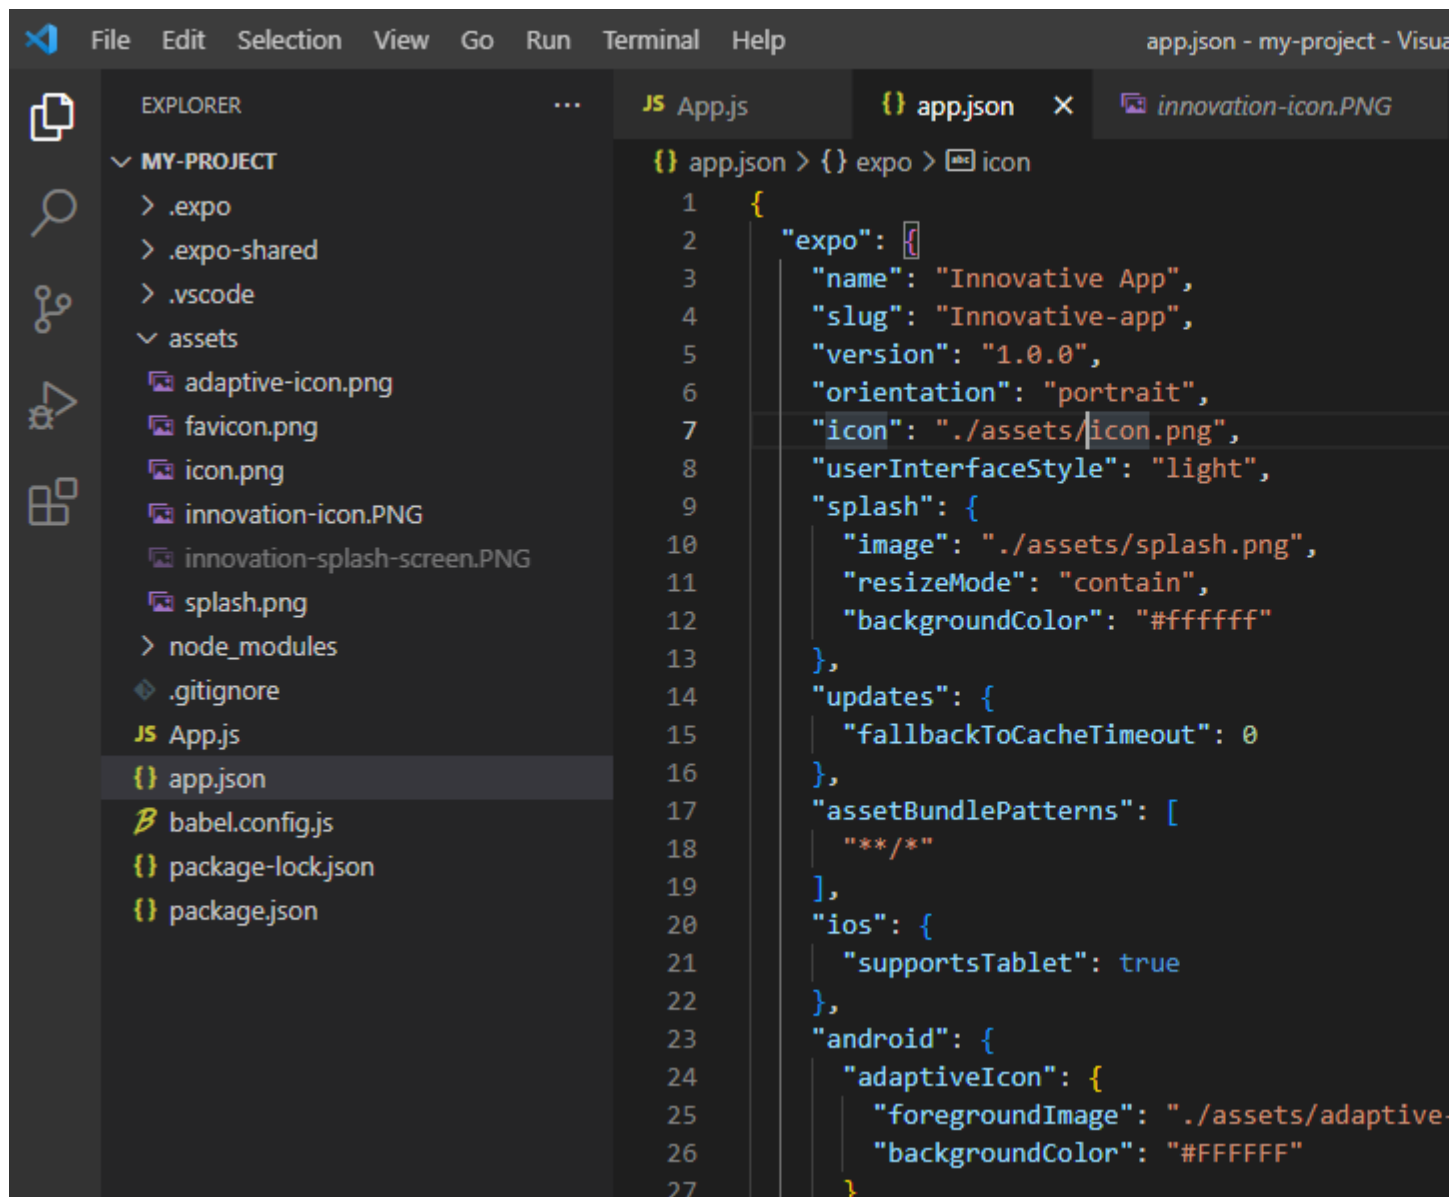 File Edit Selection View Go Run Terminal Help app.json - my-project - Visua
EXPLORER ...
MY-PROJECT
.expo
.expo-shared
.vscode
assets
adaptive-icon.png
favicon.png
icon.png
innovation-icon.PNG
innovation-splash-screen.PNG
splash.png
node_modules
.gitignore
JS App.js
{} app.json
babel.config.js
{} package-lock.json
{} package.json
JS App.js {} app.json × innovation-icon.PNG
{} app.json > {} expo > abc icon
1 {
2 "expo": {
3 "name": "Innovative App",
4 "slug": "Innovative-app",
5 "version": "1.0.0",
6 "orientation": "portrait",
7 "icon": "./assets/icon.png",
8 "userInterfaceStyle": "light",
9 "splash": {
10 "image": "./assets/splash.png",
11 "resizeMode": "contain",
12 "backgroundColor": "#ffffff"
13 },
14 "updates": {
15 "fallbackToCacheTimeout": 0
16 },
17 "assetBundlePatterns": [
18 "**/*"
19 ],
20 "ios": {
21 "supportsTablet": true
22 },
23 "android": {
24 "adaptiveIcon": {
25 "foregroundImage": "./assets/adaptive-
26 "backgroundColor": "#FFFFFF"
27 }